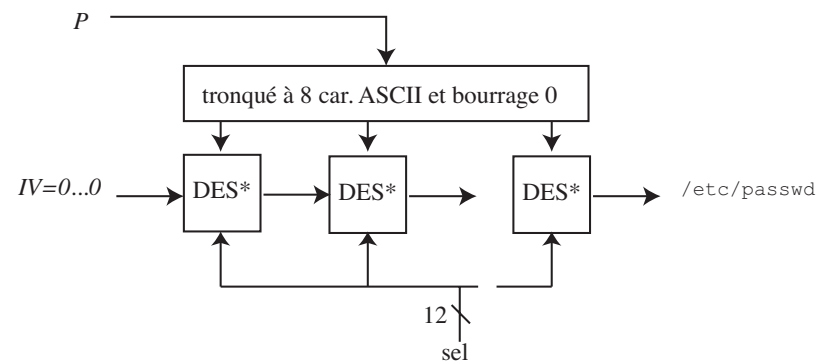 P
tronqué à 8 car. ASCII et bourrage 0
IV=0...0
DES*
DES*
DES*
/etc/passwd
12
sel